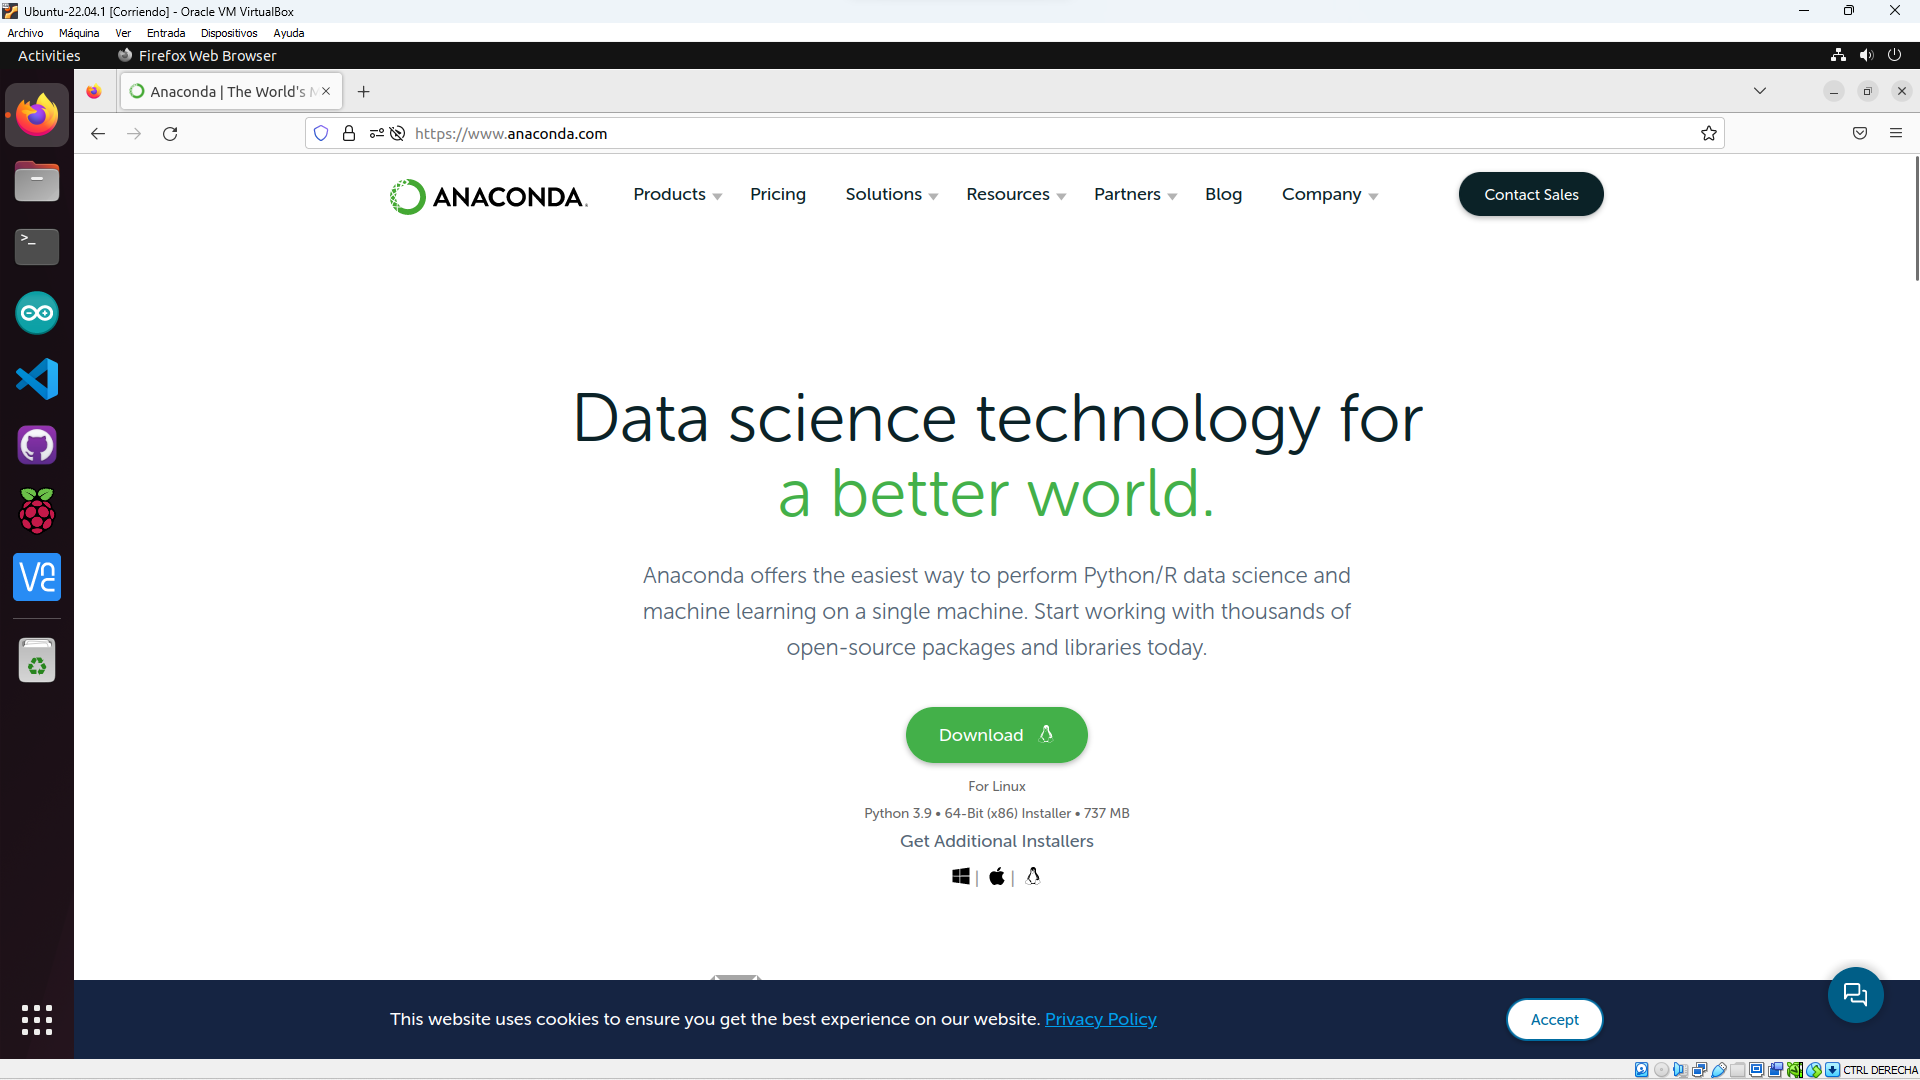 Ubuntu-22.04.1 [Corriendo] - Oracle VM VirtualBox
Archivo Máquina Ver Entrada Dispositivos Ayuda
Activities Firefox Web Browser
Anaconda | The World's M
https://www.anaconda.com
ANACONDA. Products Pricing Solutions Resources Partners Blog Company Contact Sales
Data science technology for
a better world.
Anaconda offers the easiest way to perform Python/R data science and
machine learning on a single machine. Start working with thousands of
open-source packages and libraries today.
Download
For Linux
Python 3.9 • 64-Bit (x86) Installer • 737 MB
Get Additional Installers
| |
This website uses cookies to ensure you get the best experience on our website. Privacy Policy
Accept
CTRL DERECHA